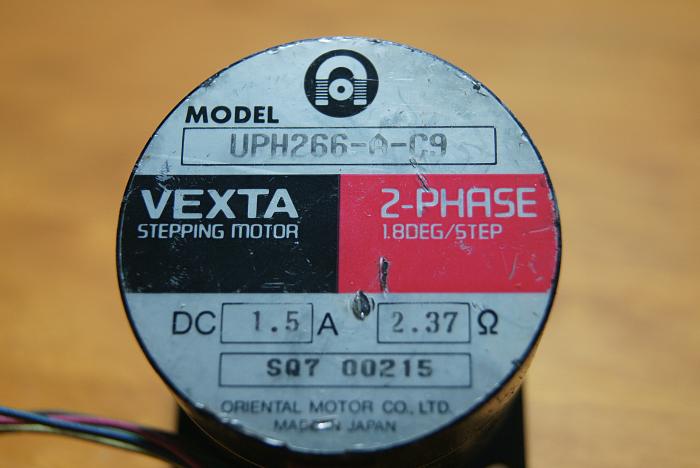 MODEL
UPH266-A-C9
VEXTA
STEPPING MOTOR
2-PHASE
1.8DEG/STEP
DC 1.5 A 2.37 Ω
SQ7 00215
ORIENTAL MOTOR CO., LTD.
MADE IN JAPAN